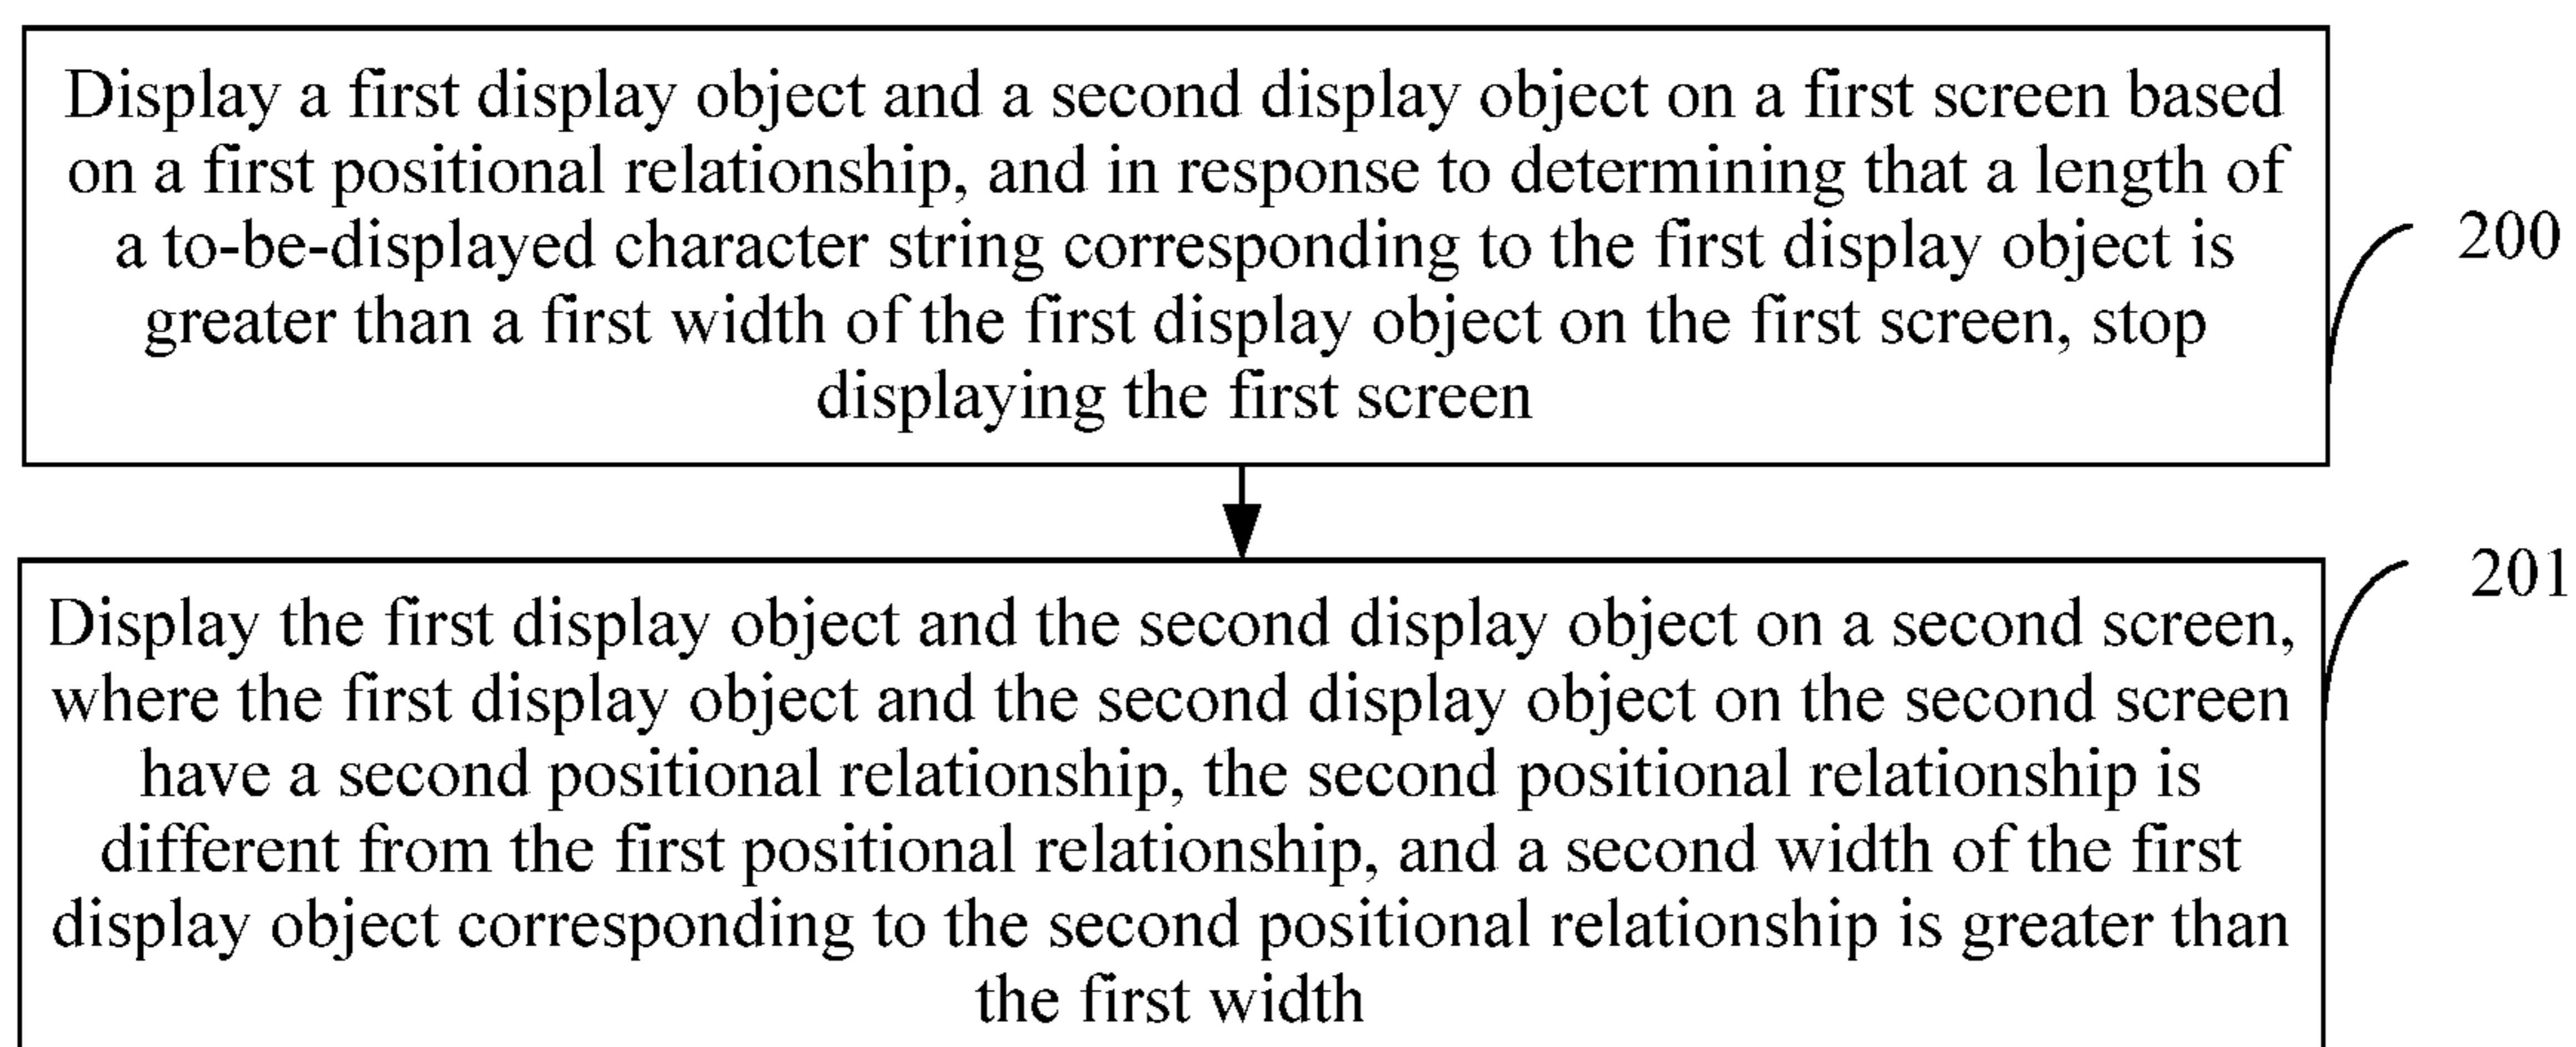 Display a first display object and a second display object on a first screen based
on a first positional relationship, and in response to determining that a length of
a to-be-displayed character string corresponding to the first display object is
greater than a first width of the first display object on the first screen, stop
displaying the first screen
200
Display the first display object and the second display object on a second screen,
where the first display object and the second display object on the second screen
have a second positional relationship, the second positional relationship is
different from the first positional relationship, and a second width of the first
display object corresponding to the second positional relationship is greater than
the first width
201